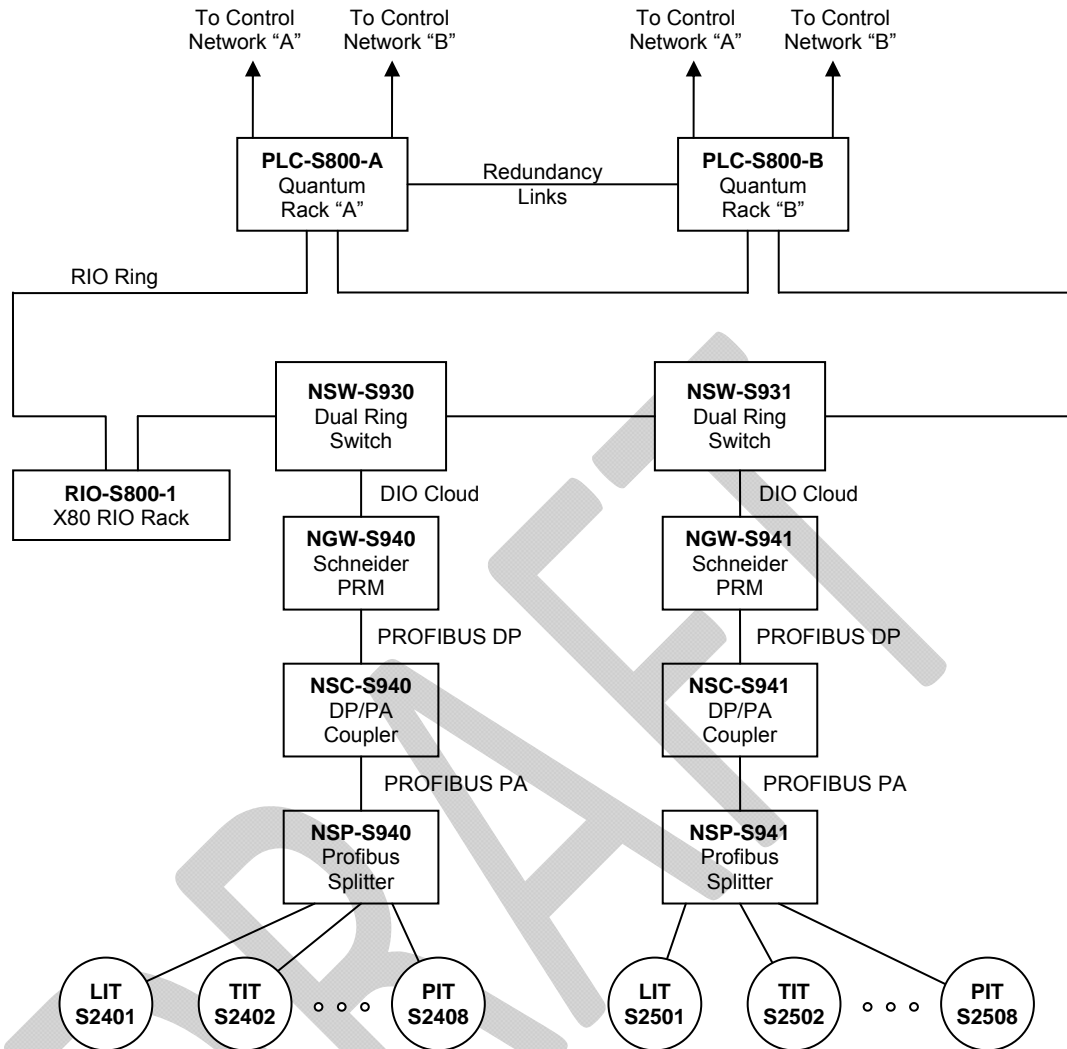 To Control
Network “A”
To Control
Network “B”
To Control
Network “A”
To Control
Network “B”
PLC-S800-A
Quantum
Rack “A”
Redundancy
Links
PLC-S800-B
Quantum
Rack “B”
RIO Ring
NSW-S930
Dual Ring
Switch
NSW-S931
Dual Ring
Switch
RIO-S800-1
X80 RIO Rack
DIO Cloud
DIO Cloud
NGW-S940
Schneider
PRM
NGW-S941
Schneider
PRM
PROFIBUS DP
PROFIBUS DP
NSC-S940
DP/PA
Coupler
NSC-S941
DP/PA
Coupler
PROFIBUS PA
PROFIBUS PA
NSP-S940
Profibus
Splitter
NSP-S941
Profibus
Splitter
LIT
S2401
TIT
S2402
PIT
S2408
LIT
S2501
TIT
S2502
PIT
S2508
DRAFT